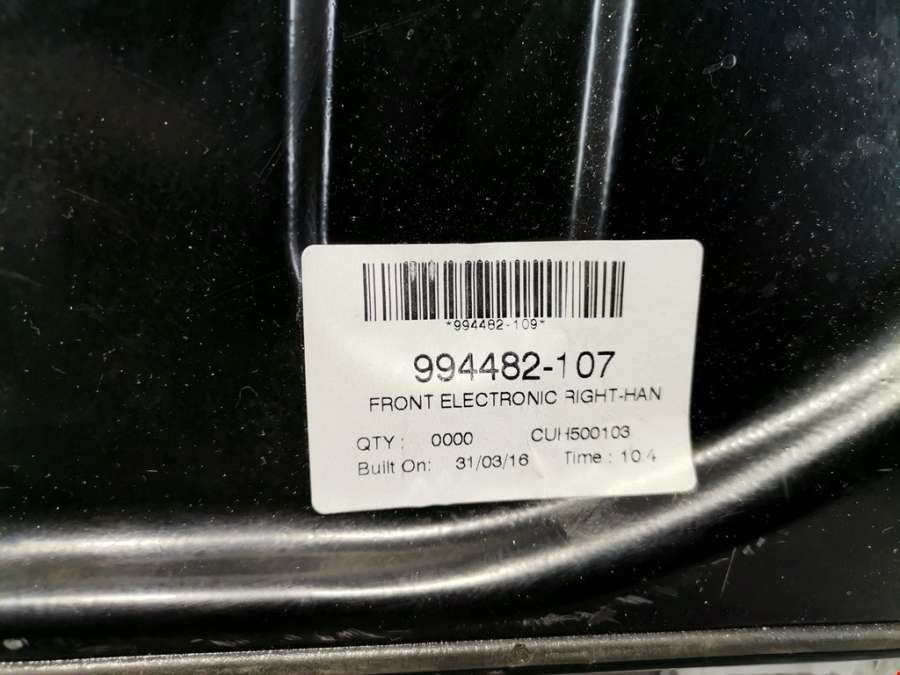 *994482-109*
994482-107
FRONT ELECTRONIC RIGHT-HAN
QTY : 0000 CUH500103
Built On: 31/03/16 Time : 10 4